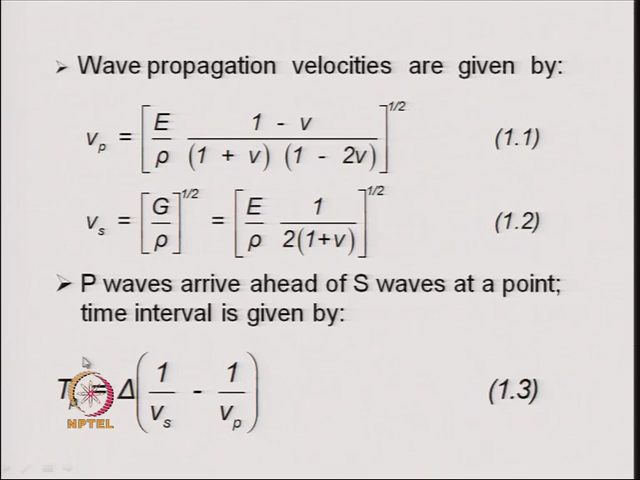 ➢ Wave propagation velocities are given by:
v_p = [ E/ρ (1 - ν)/((1 + ν) (1 - 2ν)) ]^1/2 (1.1)
v_s = [ G/ρ ]^1/2 = [ E/ρ 1/(2(1+ν)) ]^1/2 (1.2)
➢ P waves arrive ahead of S waves at a point;
time interval is given by:
T_p = Δ( 1/v_s - 1/v_p ) (1.3)
NPTEL